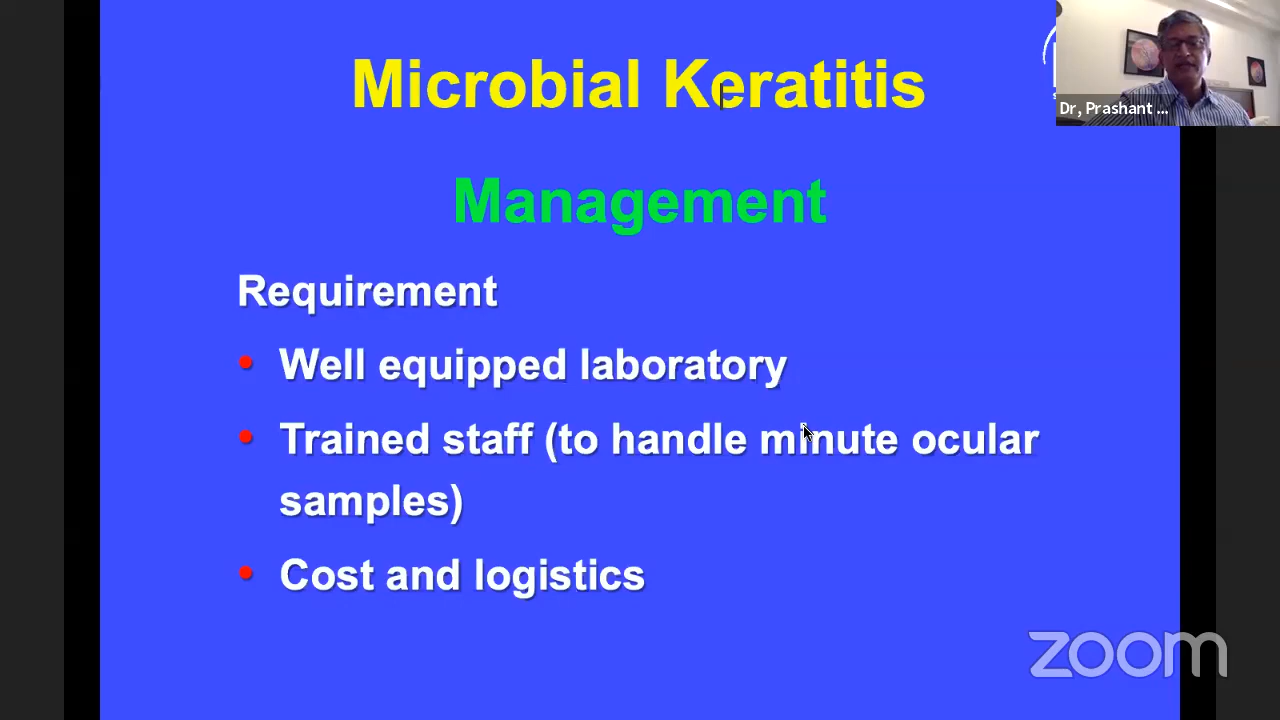 Microbial Keratitis
Management
Requirement
• Well equipped laboratory
• Trained staff (to handle minute ocular
samples)
• Cost and logistics
Dr, Prashant ...
zoom